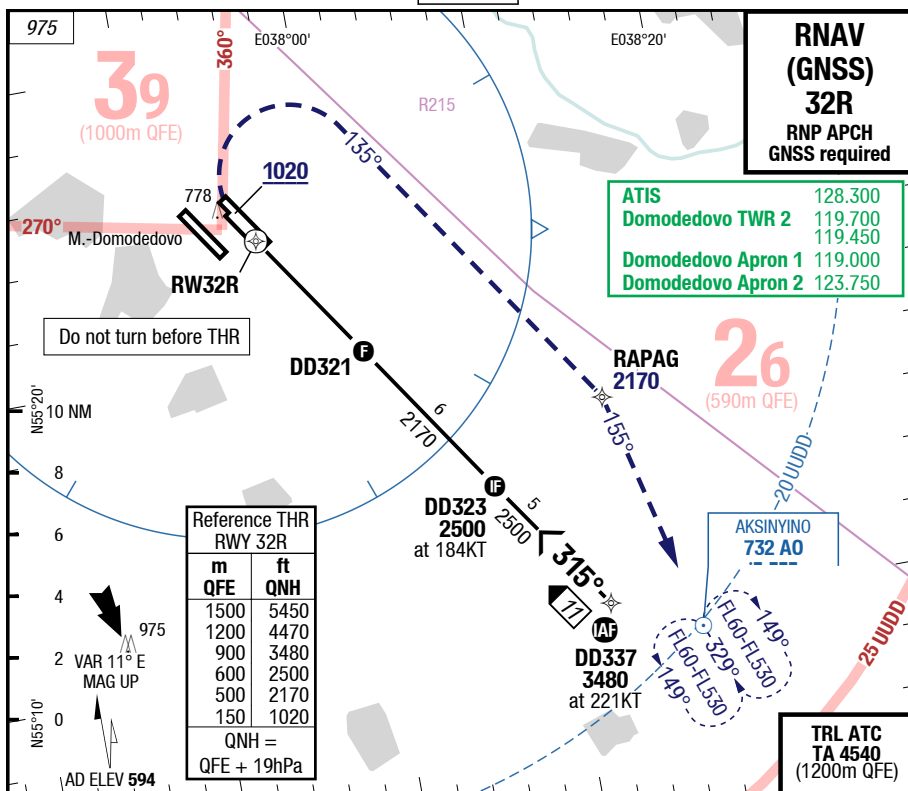 975
E038°00'
E038°20'
RNAV
(GNSS)
32R
RNP APCH
GNSS required
360°
39
(1000m QFE)
R215
135°
1020
778
270°
M.-Domodedovo
RW32R
ATIS 128.300
Domodedovo TWR 2 119.700
119.450
Domodedovo Apron 1 119.000
Domodedovo Apron 2 123.750
Do not turn before THR
DD321
F
RAPAG
2170
26
(590m QFE)
N55°20'
10 NM
6
2170
155°
20 UUDD
8
IF
DD323
2500
at 184KT
5
2500
315°
11
IAF
DD337
3480
at 221KT
AKSINYINO
732 AO
6
Reference THR
RWY 32R
m ft
QFE QNH
1500 5450
1200 4470
900 3480
600 2500
500 2170
150 1020
QNH =
QFE + 19hPa
4
975
2
VAR 11° E
MAG UP
149°
FL60-FL530
329°
FL60-FL530
149°
25 UUDD
N55°10'
0
AD ELEV 594
TRL ATC
TA 4540
(1200m QFE)